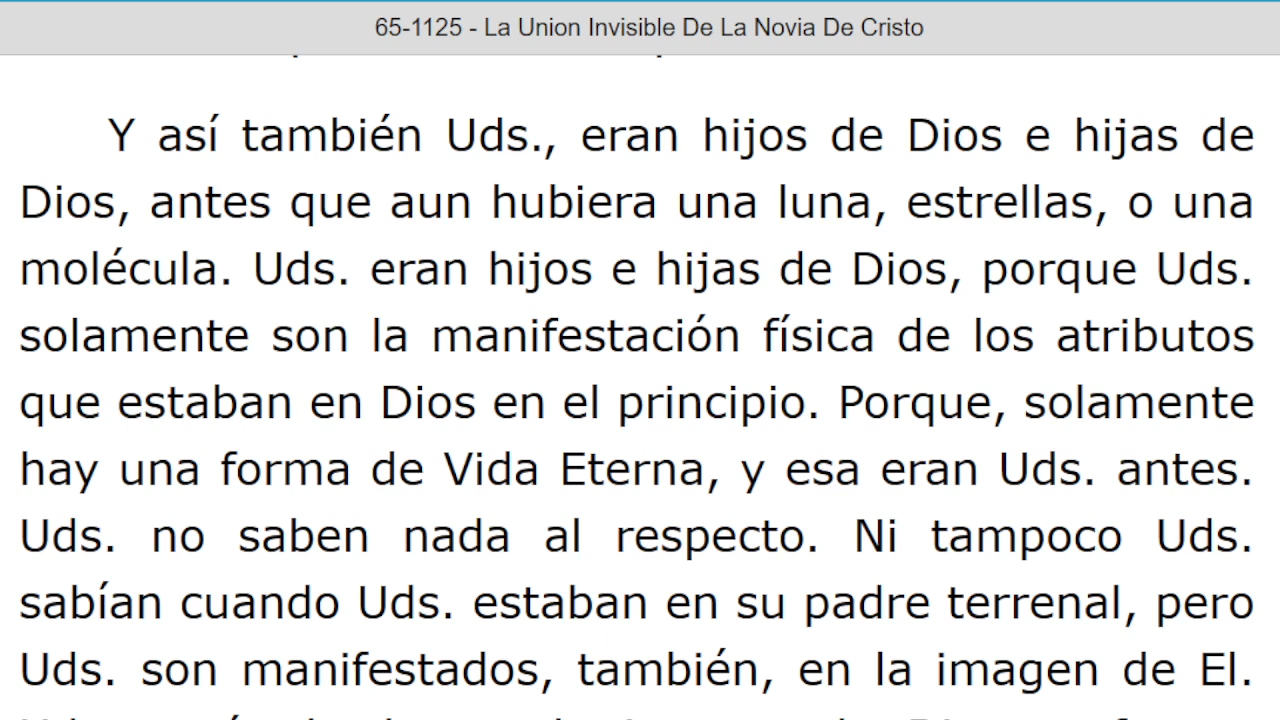 65-1125 - La Union Invisible De La Novia De Cristo
Y así también Uds., eran hijos de Dios e hijas de
Dios, antes que aun hubiera una luna, estrellas, o una
molécula. Uds. eran hijos e hijas de Dios, porque Uds.
solamente son la manifestación física de los atributos
que estaban en Dios en el principio. Porque, solamente
hay una forma de Vida Eterna, y esa eran Uds. antes.
Uds. no saben nada al respecto. Ni tampoco Uds.
sabían cuando Uds. estaban en su padre terrenal, pero
Uds. son manifestados, también, en la imagen de El.